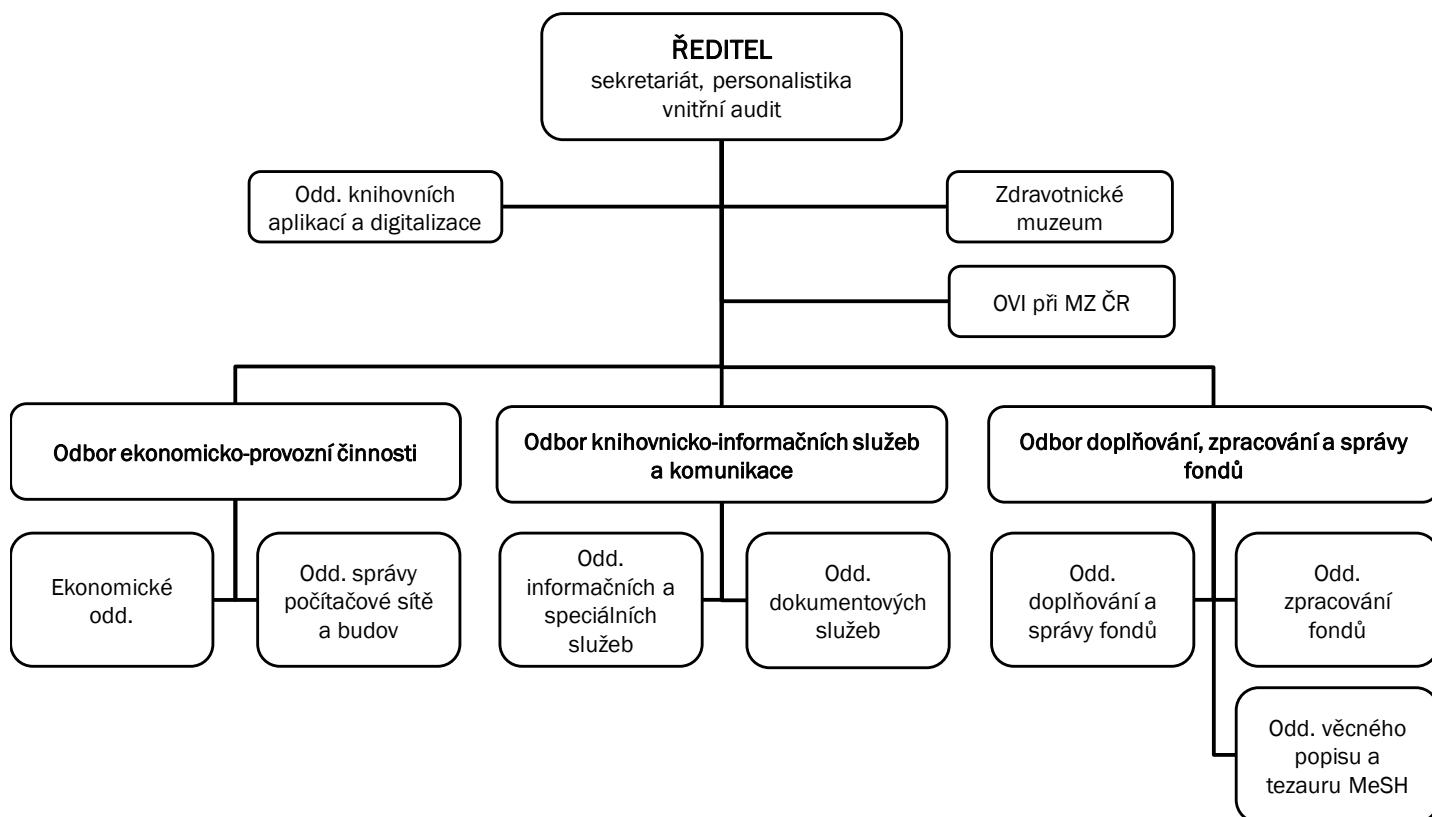 ŘEDITEL
sekretariát, personalistika
vnitřní audit
Odd. knihovních
aplikací a digitalizace
Zdravotnické
muzeum
OVI při MZ ČR
Odbor ekonomicko-provozní činnosti
Odbor knihovnicko-informačních služeb
a komunikace
Odbor doplňování, zpracování a správy
fondů
Ekonomické
odd.
Odd. správy
počítačové sítě
a budov
Odd.
informačních a
speciálních
služeb
Odd.
dokumentových
služeb
Odd.
doplňování a
správy fondů
Odd.
zpracování
fondů
Odd. věcného
popisu a
tezauru MeSH